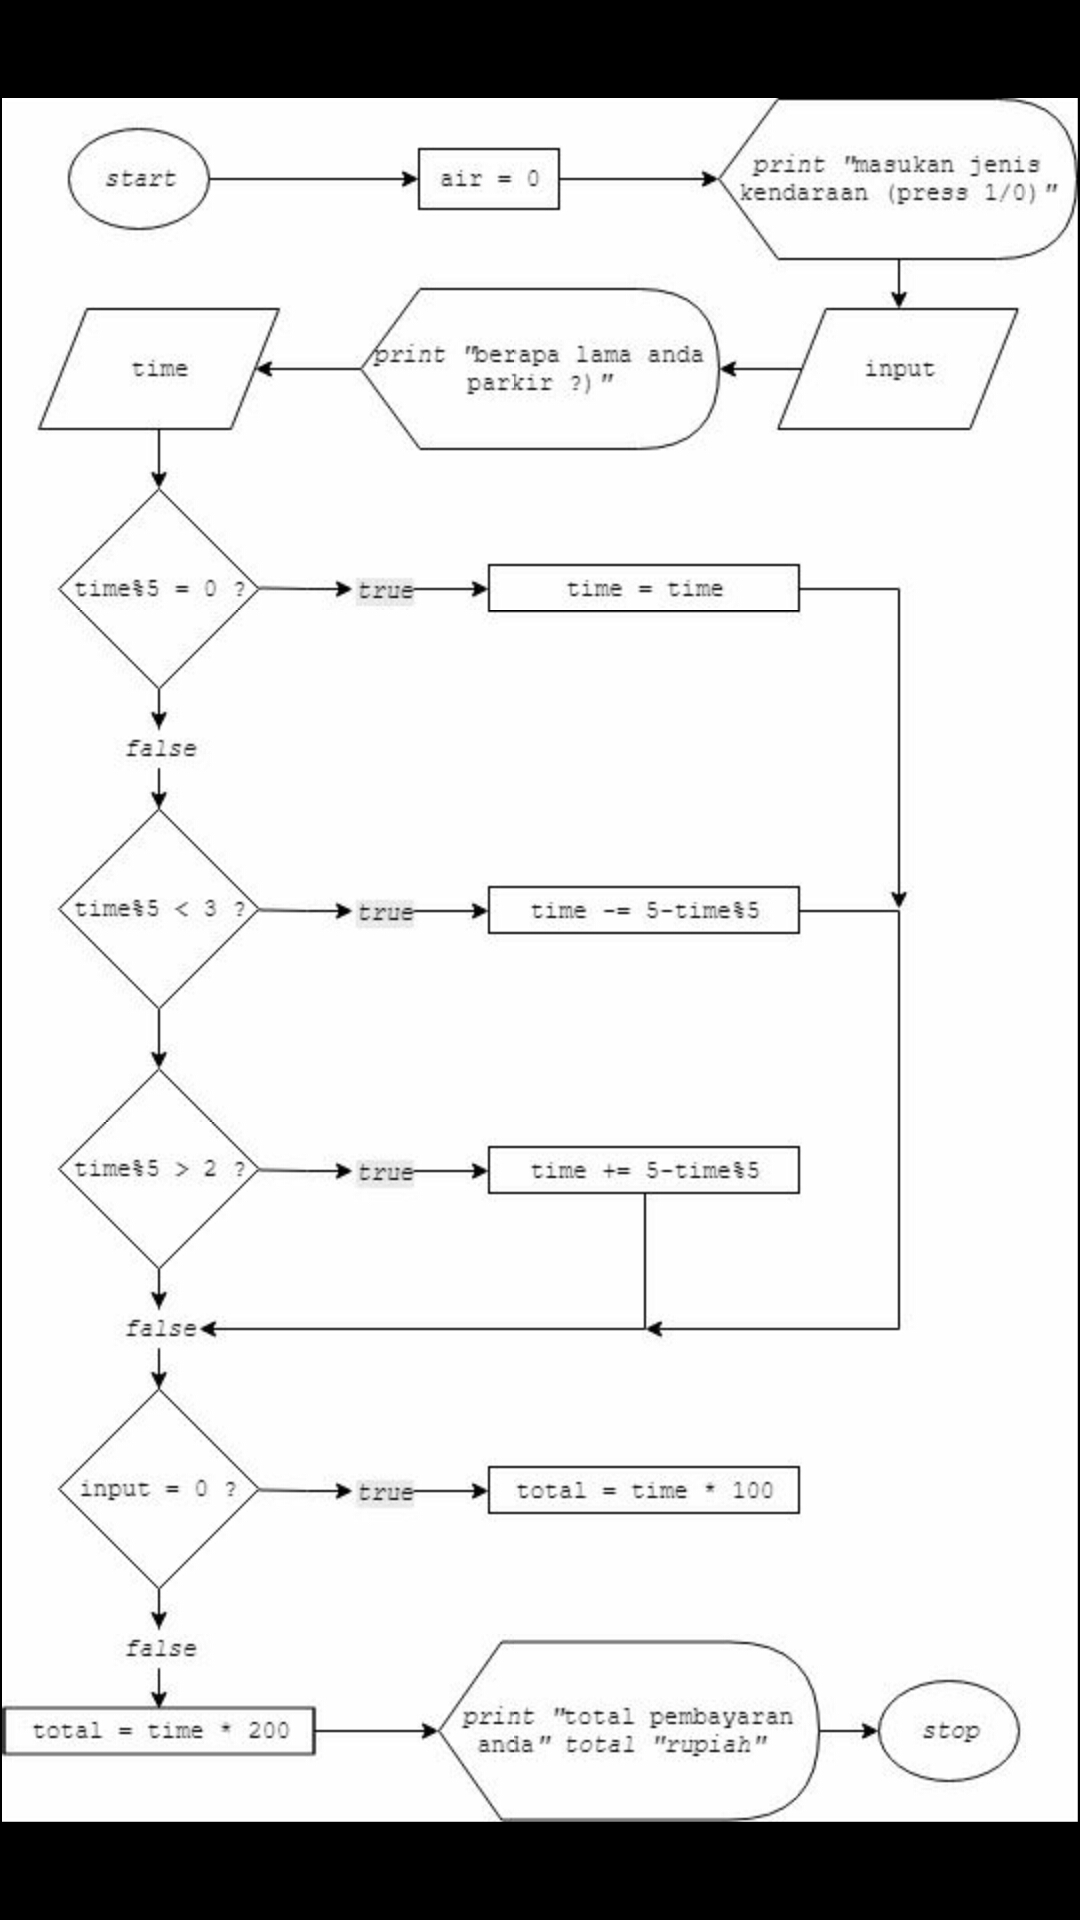 start
air = 0
print "masukan jenis
kendaraan (press 1/0)"
input
print "berapa lama anda
parkir ?)"
time
time%5 = 0 ?
true
time = time
false
time%5 < 3 ?
true
time -= 5-time%5
time%5 > 2 ?
true
time += 5-time%5
false
input = 0 ?
true
total = time * 100
false
total = time * 200
print "total pembayaran
anda" total "rupiah"
stop